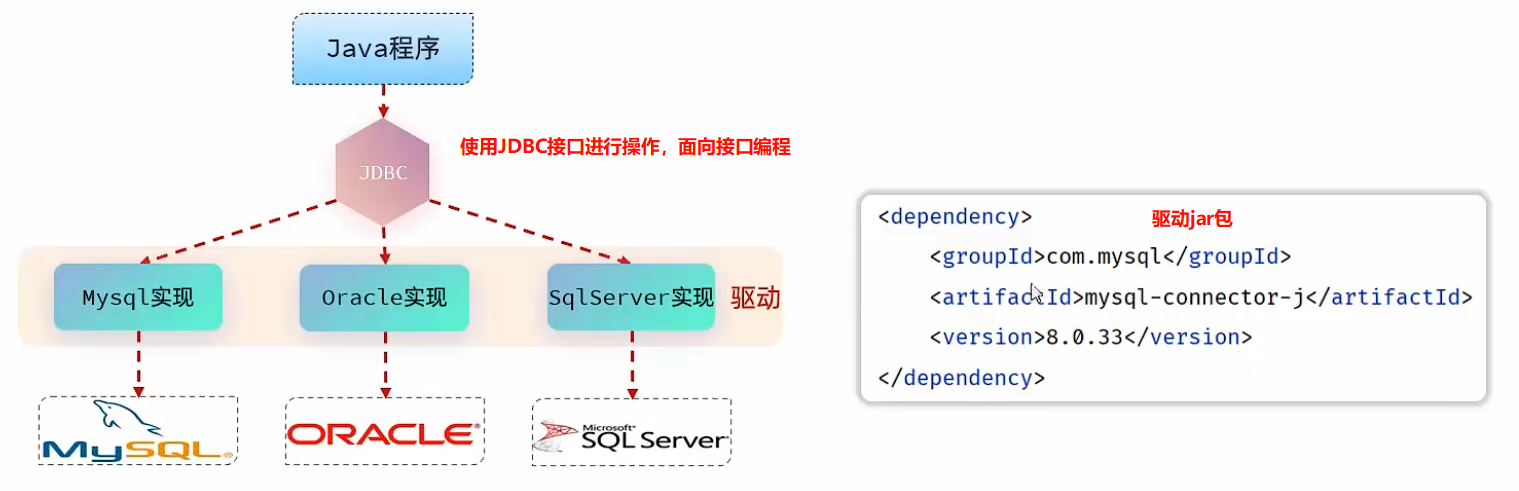 Java程序
JDBC
使用JDBC接口进行操作，面向接口编程
Mysql实现
Oracle实现
SqlServer实现
驱动
MySQL®
ORACLE®
Microsoft®
SQL Server
驱动jar包
<dependency>
<groupId>com.mysql</groupId>
<artifactId>mysql-connector-j</artifactId>
<version>8.0.33</version>
</dependency>